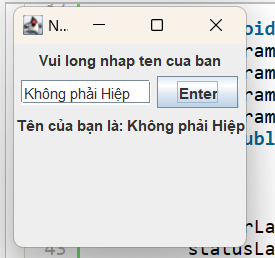 N...
Vui long nhap ten cua ban
Không phải Hiệp Enter
Tên của bạn là: Không phải Hiệp
oid
ram
ram
ram
ram
ubl
rLa
43 statusLa